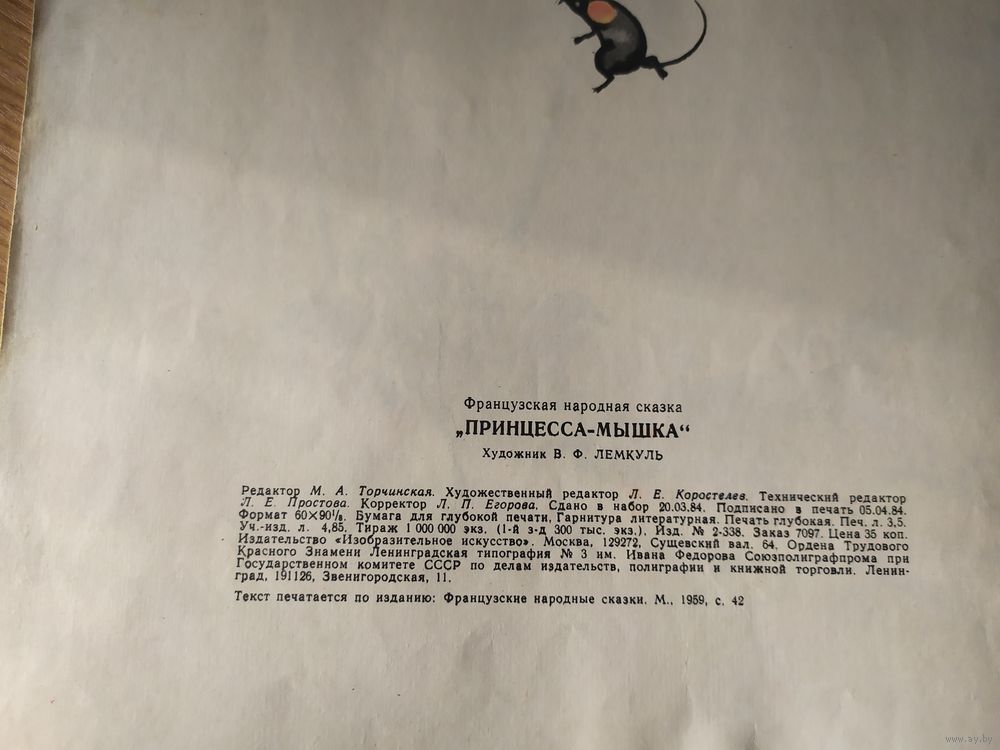 Французская народная сказка
„ПРИНЦЕССА-МЫШКА“
Художник В. Ф. ЛЕМКУЛЬ
Редактор М. А. Торчинская. Художественный редактор Л. Е. Коростелев. Технический редактор
Л. Е. Простова. Корректор Л. П. Егорова. Сдано в набор 20.03.84. Подписано в печать 05.04.84.
Формат 60×90⅛. Бумага для глубокой печати, Гарнитура литературная. Печать глубокая. Печ. л. 3,5.
Уч.-изд. л. 4,85. Тираж 1 000 000 экз. (1-й з-д 300 тыс. экз.). Изд. № 2-338. Заказ 7097. Цена 35 коп.
Издательство «Изобразительное искусство». Москва, 129272, Сущевский вал, 64. Ордена Трудового
Красного Знамени Ленинградская типография № 3 им. Ивана Федорова Союзполиграфпрома при
Государственном комитете СССР по делам издательств, полиграфии и книжной торговли. Ленин-
град, 191126, Звенигородская, 11.
Текст печатается по изданию: Французские народные сказки. М., 1959, с. 42
www.ay.by